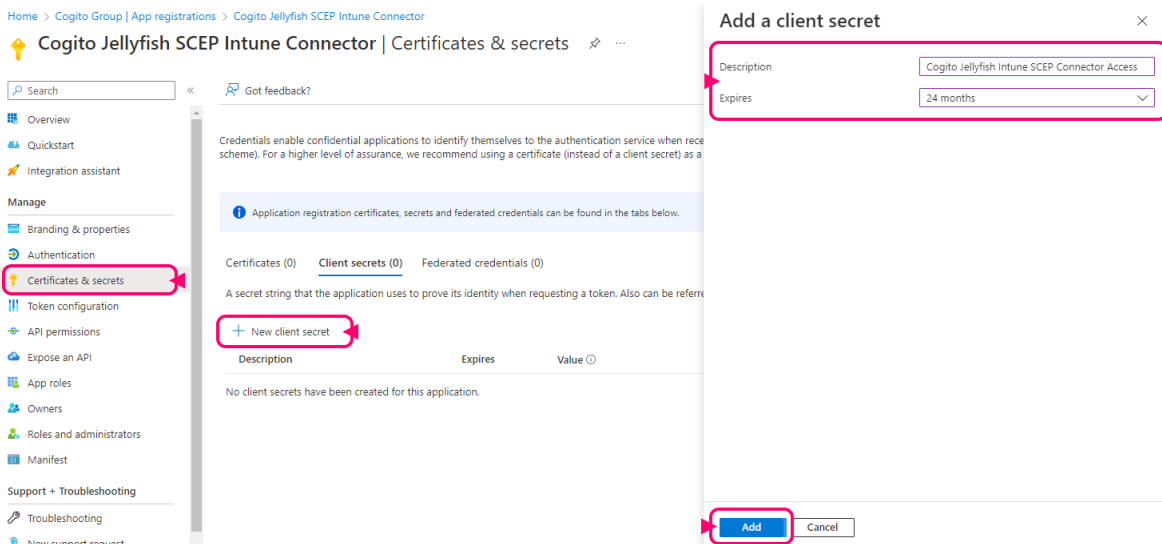 Home > Cogito Group | App registrations > Cogito Jellyfish SCEP Intune Connector
Cogito Jellyfish SCEP Intune Connector | Certificates & secrets
Search
Overview
Quickstart
Integration assistant
Manage
Branding & properties
Authentication
Certificates & secrets
Token configuration
API permissions
Expose an API
App roles
Owners
Roles and administrators
Manifest
Support + Troubleshooting
Troubleshooting
New support request
Got feedback?
Credentials enable confidential applications to identify themselves to the authentication service when rece
scheme). For a higher level of assurance, we recommend using a certificate (instead of a client secret) as a
Application registration certificates, secrets and federated credentials can be found in the tabs below.
Certificates (0) Client secrets (0) Federated credentials (0)
A secret string that the application uses to prove its identity when requesting a token. Also can be referre
New client secret
Description Expires Value
No client secrets have been created for this application.
Add a client secret
Description Cogito Jellyfish Intune SCEP Connector Access
Expires 24 months
Add Cancel